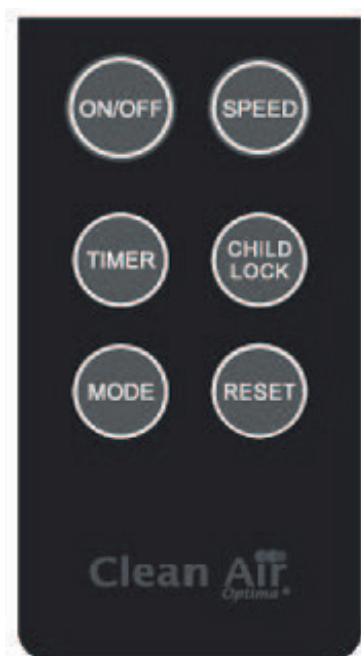 ON/OFF SPEED
TIMER CHILD LOCK
MODE RESET
Clean Air
Optima®